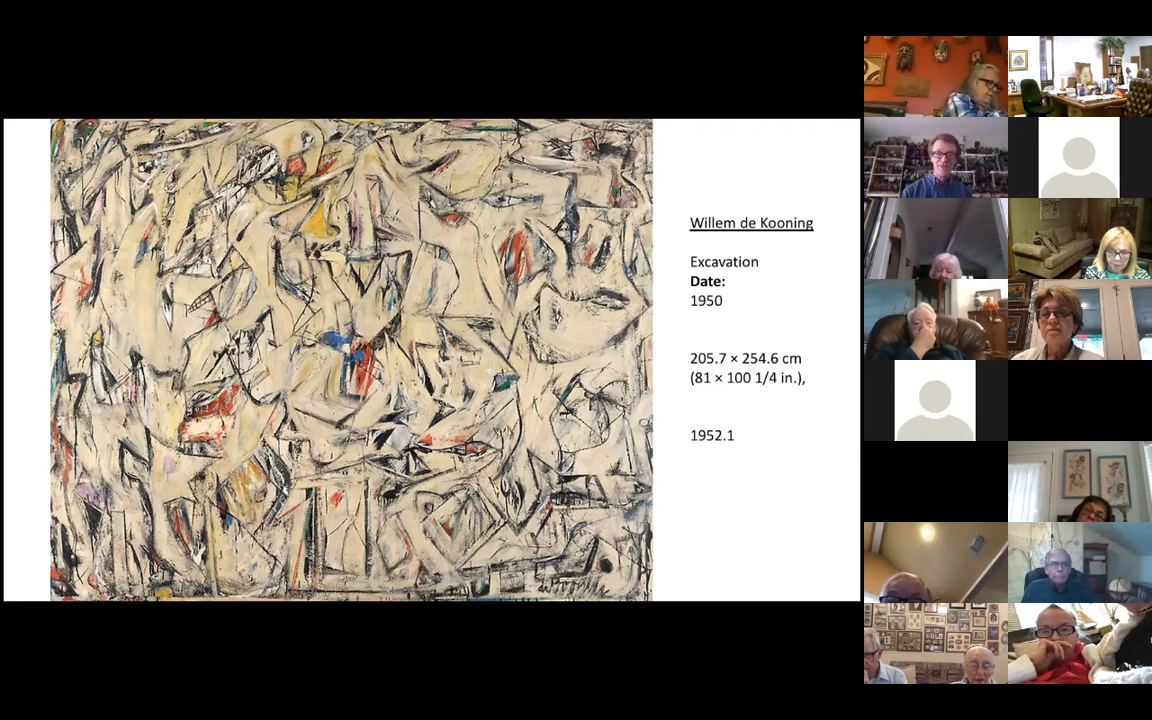 Willem de Kooning
Excavation
Date:
1950
205.7 × 254.6 cm
(81 × 100 1/4 in.),
1952.1